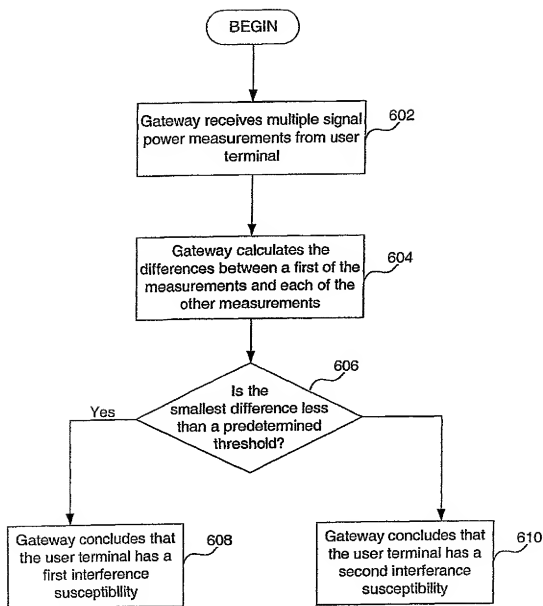 BEGIN
Gateway receives multiple signal
power measurements from user
terminal
602
Gateway calculates the
differences between a first of the
measurements and each of the
other measurements
604
606
Is the
smallest difference less
than a predetermined
threshold?
Yes
Gateway concludes that
the user terminal has a
first interference
susceptibility
608
Gateway concludes that
the user terminal has a
second interferance
susceptibility
610